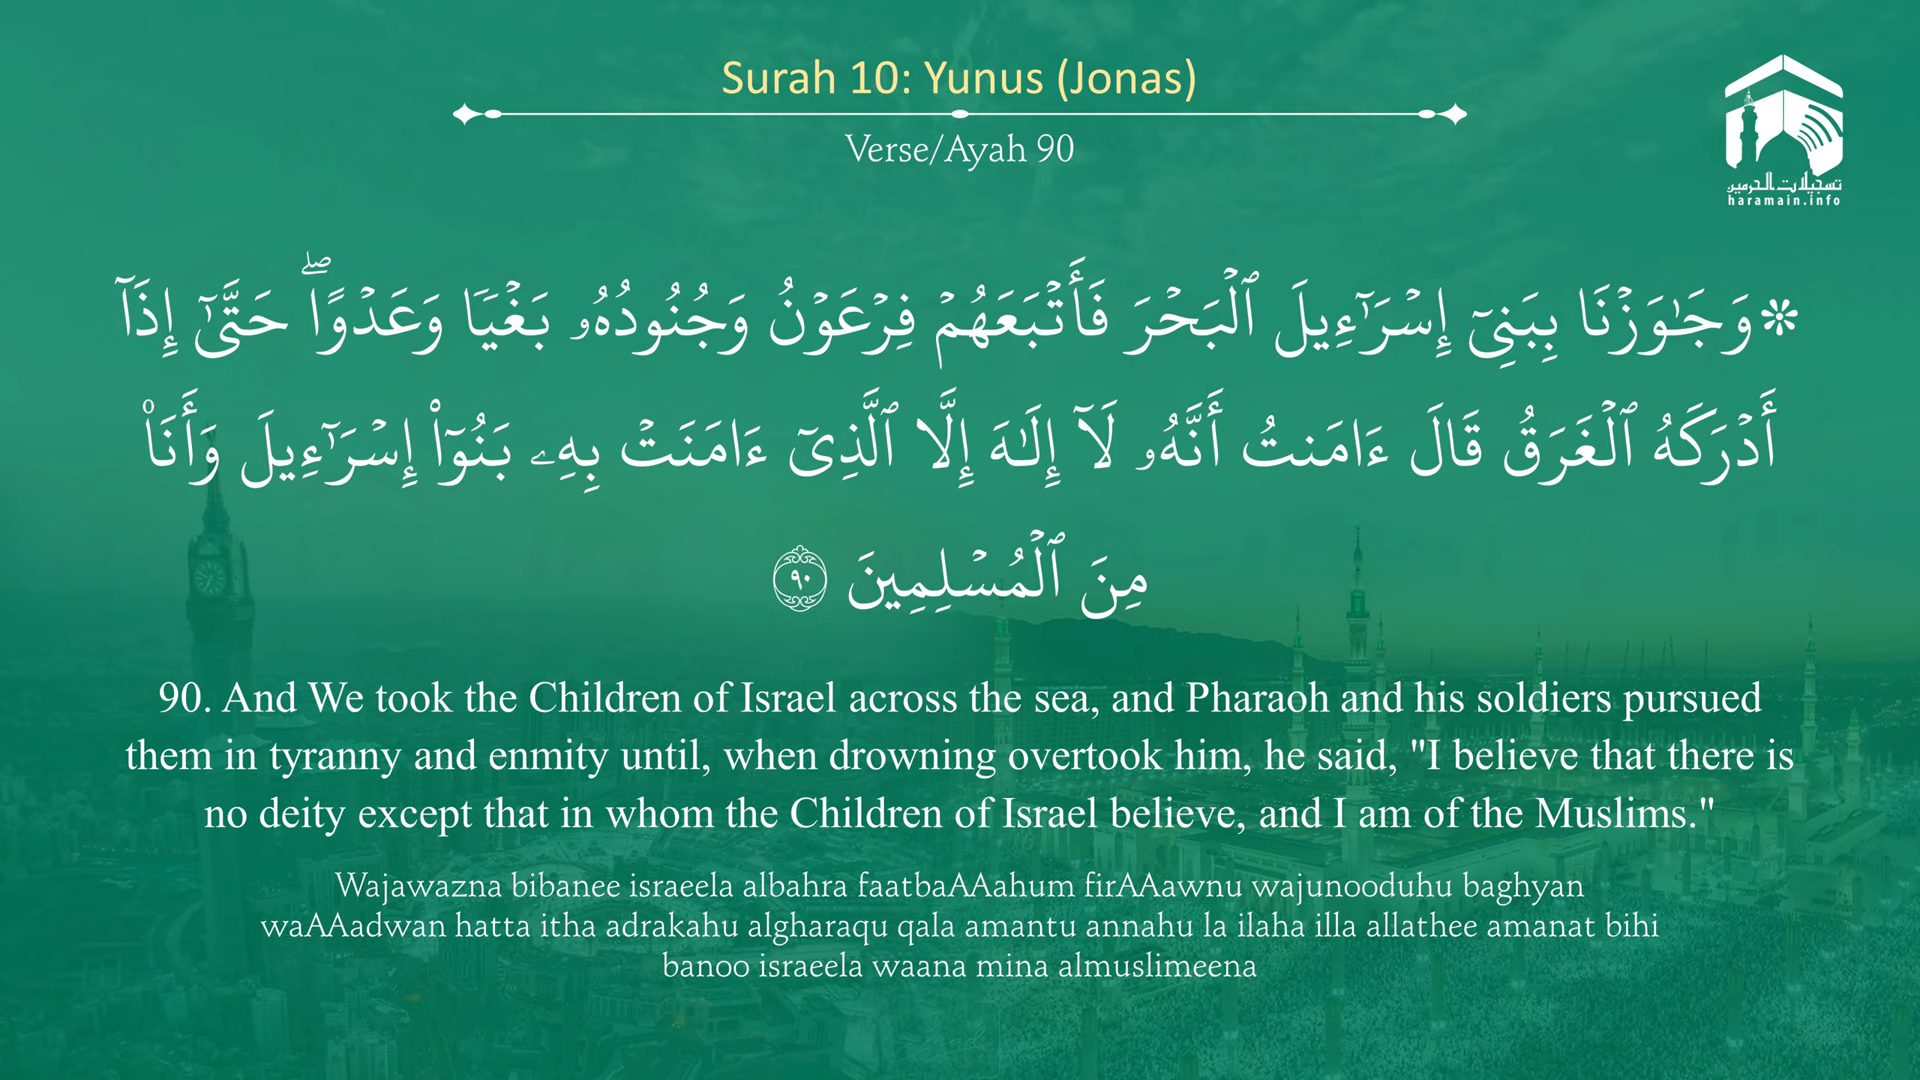 Surah 10: Yunus (Jonas)
Verse/Ayah 90
تسجيلات الحرمين
haramain.info
۞وَجَـٰوَزۡنَا بِبَنِيٓ إِسۡرَـٰٓءِيلَ ٱلۡبَحۡرَ فَأَتۡبَعَهُمۡ فِرۡعَوۡنُ وَجُنُودُهُۥ بَغۡيٗا وَعَدۡوًاۖ حَتَّىٰٓ إِذَآ
أَدۡرَكَهُ ٱلۡغَرَقُ قَالَ ءَامَنتُ أَنَّهُۥ لَآ إِلَـٰهَ إِلَّا ٱلَّذِيٓ ءَامَنَتۡ بِهِۦ بَنُوٓاْ إِسۡرَـٰٓءِيلَ وَأَنَا۠
مِنَ ٱلۡمُسۡلِمِينَ ٩٠
90. And We took the Children of Israel across the sea, and Pharaoh and his soldiers pursued
them in tyranny and enmity until, when drowning overtook him, he said, "I believe that there is
no deity except that in whom the Children of Israel believe, and I am of the Muslims."
Wajawazna bibanee israeela albahra faatbaAAahum firAAawnu wajunooduhu baghyan
waAAadwan hatta itha adrakahu algharaqu qala amantu annahu la ilaha illa allathee amanat bihi
banoo israeela waana mina almuslimeena